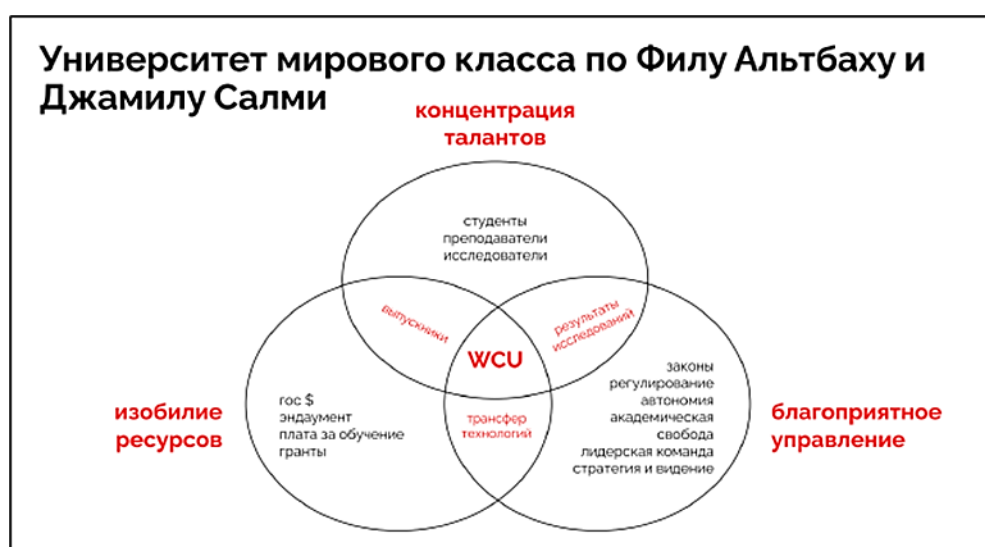 Университет мирового класса по Филу Альтбаху и
Джамилу Салми
концентрация
талантов
студенты
преподаватели
исследователи
выпускники
результаты
исследований
WCU
изобилие
ресурсов
гос $
эндаумент
плата за обучение
гранты
трансфер
технологий
законы
регулирование
автономия
академическая
свобода
лидерская команда
стратегия и видение
благоприятное
управление